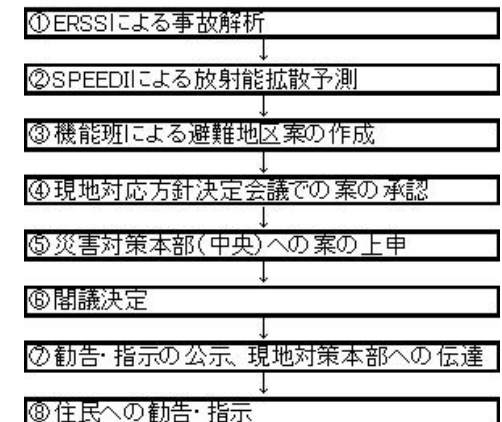 ①ERSSによる事故解析
②SPEEDIによる放射能拡散予測
③機能班による避難地区案の作成
④現地対応方針決定会議での案の承認
⑤災害対策本部(中央)への案の上申
⑥閣議決定
⑦勧告・指示の公示、現地対策本部への伝達
⑧住民への勧告・指示